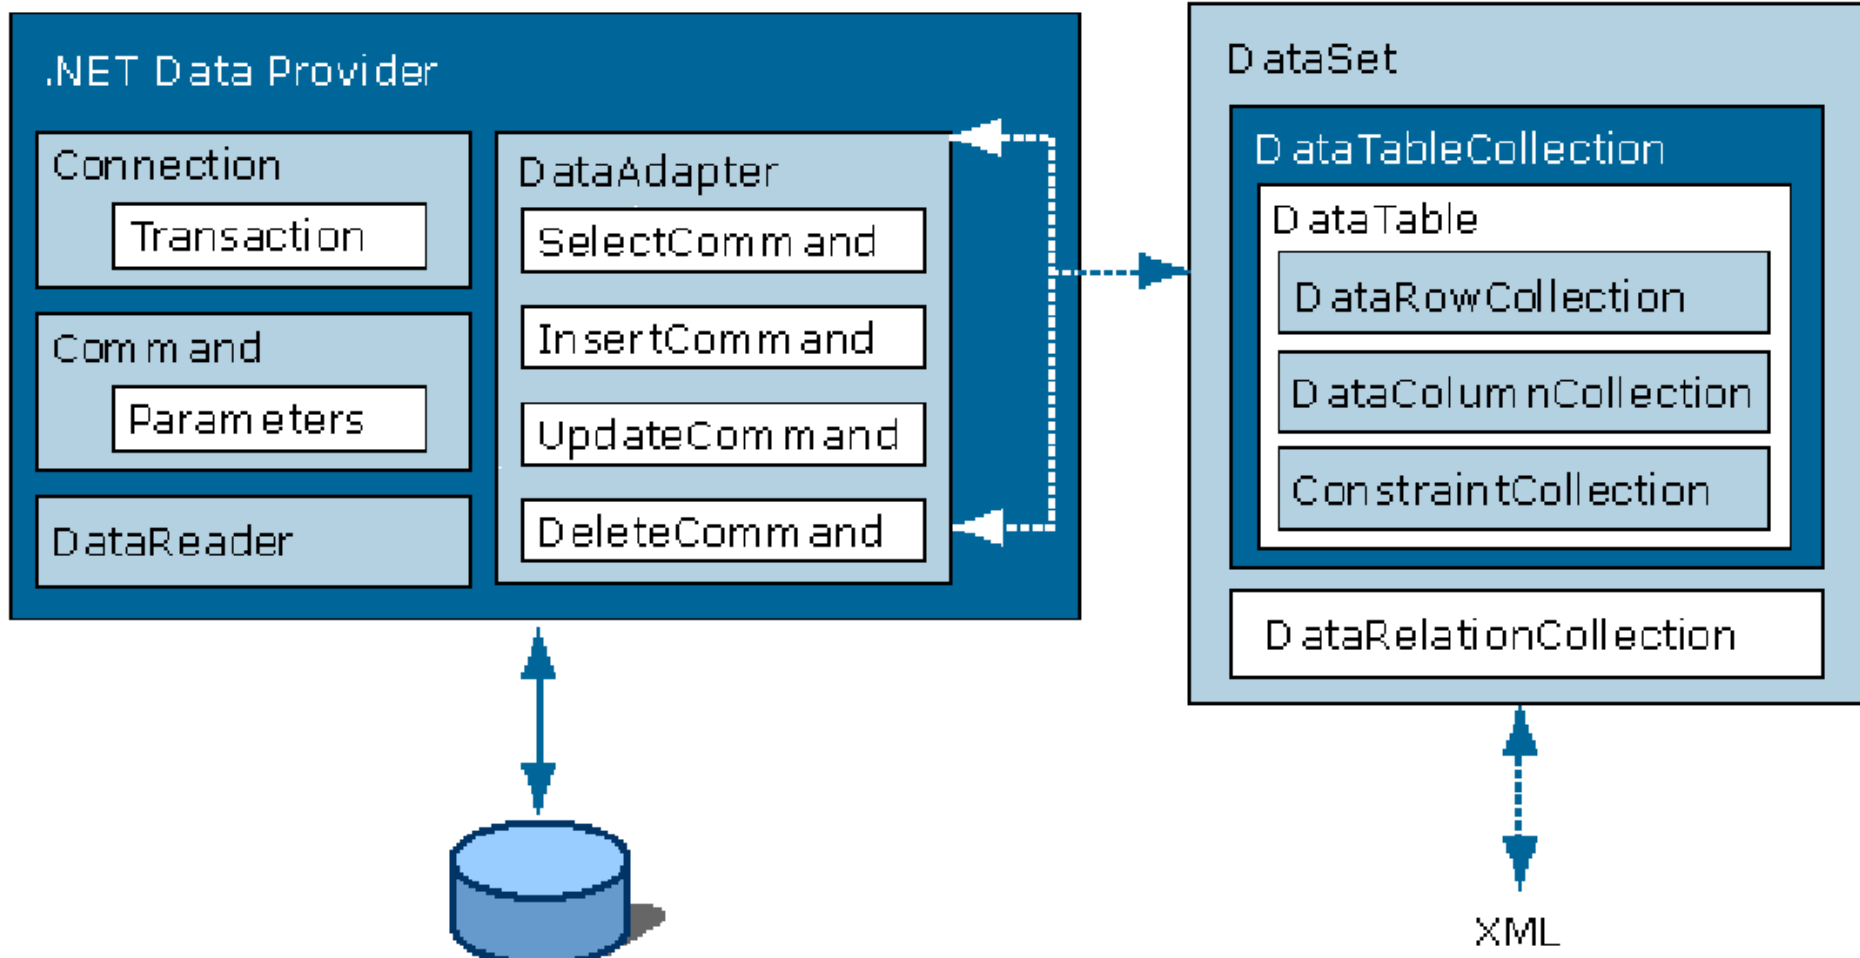 .NET Data Provider
Connection
Transaction
Command
Parameters
DataReader
DataAdapter
SelectCommand
InsertCommand
UpdateCommand
DeleteCommand
DataSet
DataTableCollection
DataTable
DataRowCollection
DataColumnCollection
ConstraintCollection
DataRelationCollection
XML